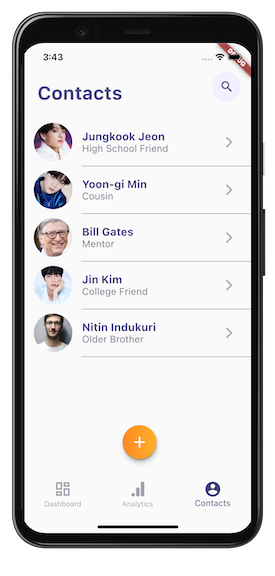 3:43
DEBUG
Contacts
Jungkook Jeon
High School Friend
Yoon-gi Min
Cousin
Bill Gates
Mentor
Jin Kim
College Friend
Nitin Indukuri
Older Brother
+
Dashboard
Analytics
Contacts